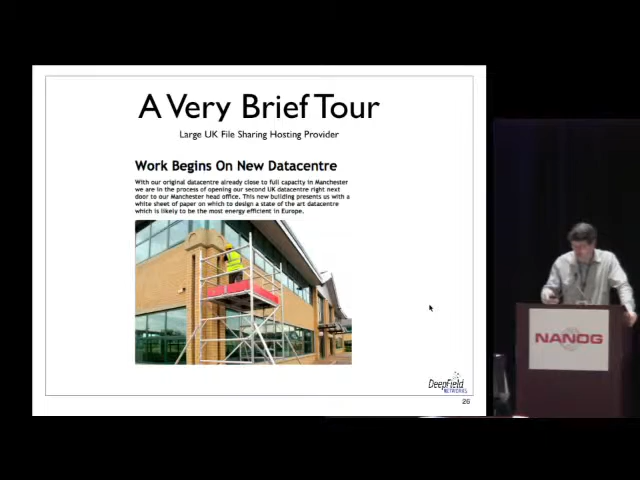 A Very Brief Tour
Large UK File Sharing Hosting Provider
Work Begins On New Datacentre
With our original datacentre already close to full capacity in Manchester
we are in the process of opening our second UK datacentre right next
door to our Manchester head office. This new building presents us with a
white sheet of paper on which to design a state of the art datacentre
which is likely to be the most energy efficient in Europe.
DeepField
NETWORKS
26
NANOG